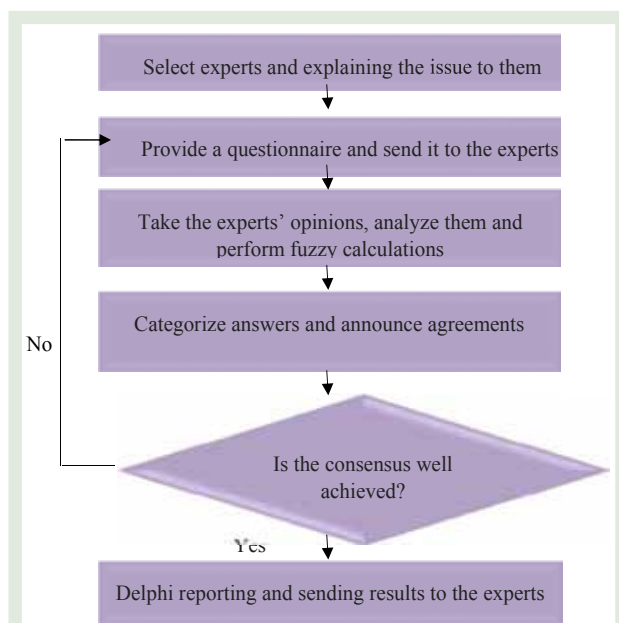 Select experts and explaining the issue to them
Provide a questionnaire and send it to the experts
Take the experts' opinions, analyze them and
perform fuzzy calculations
Categorize answers and announce agreements
No
Is the consensus well
achieved?
Yes
Delphi reporting and sending results to the experts